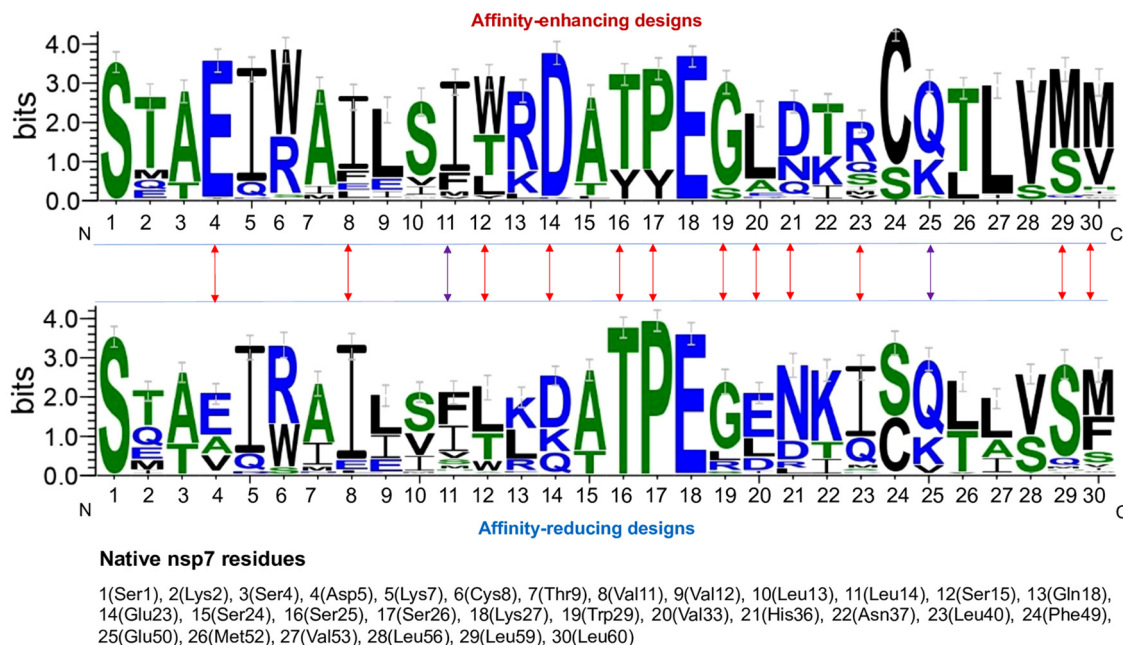 Affinity-enhancing designs
bits
4.0
3.0
2.0
1.0
0.0
S T A E I W A I L S I W R D A T P E G L D T R C Q T L V M M
N 1 2 3 4 5 6 7 8 9 10 11 12 13 14 15 16 17 18 19 20 21 22 23 24 25 26 27 28 29 30 C
bits
4.0
3.0
2.0
1.0
0.0
S T A E I R A I L S F L K D A T P E G E N K I S Q L L V S M
N 1 2 3 4 5 6 7 8 9 10 11 12 13 14 15 16 17 18 19 20 21 22 23 24 25 26 27 28 29 30 C
Affinity-reducing designs
Native nsp7 residues
1(Ser1), 2(Lys2), 3(Ser4), 4(Asp5), 5(Lys7), 6(Cys8), 7(Thr9), 8(Val11), 9(Val12), 10(Leu13), 11(Leu14), 12(Ser15), 13(Gln18),
14(Glu23), 15(Ser24), 16(Ser25), 17(Ser26), 18(Lys27), 19(Trp29), 20(Val33), 21(His36), 22(Asn37), 23(Leu40), 24(Phe49),
25(Glu50), 26(Met52), 27(Val53), 28(Leu56), 29(Leu59), 30(Leu60)